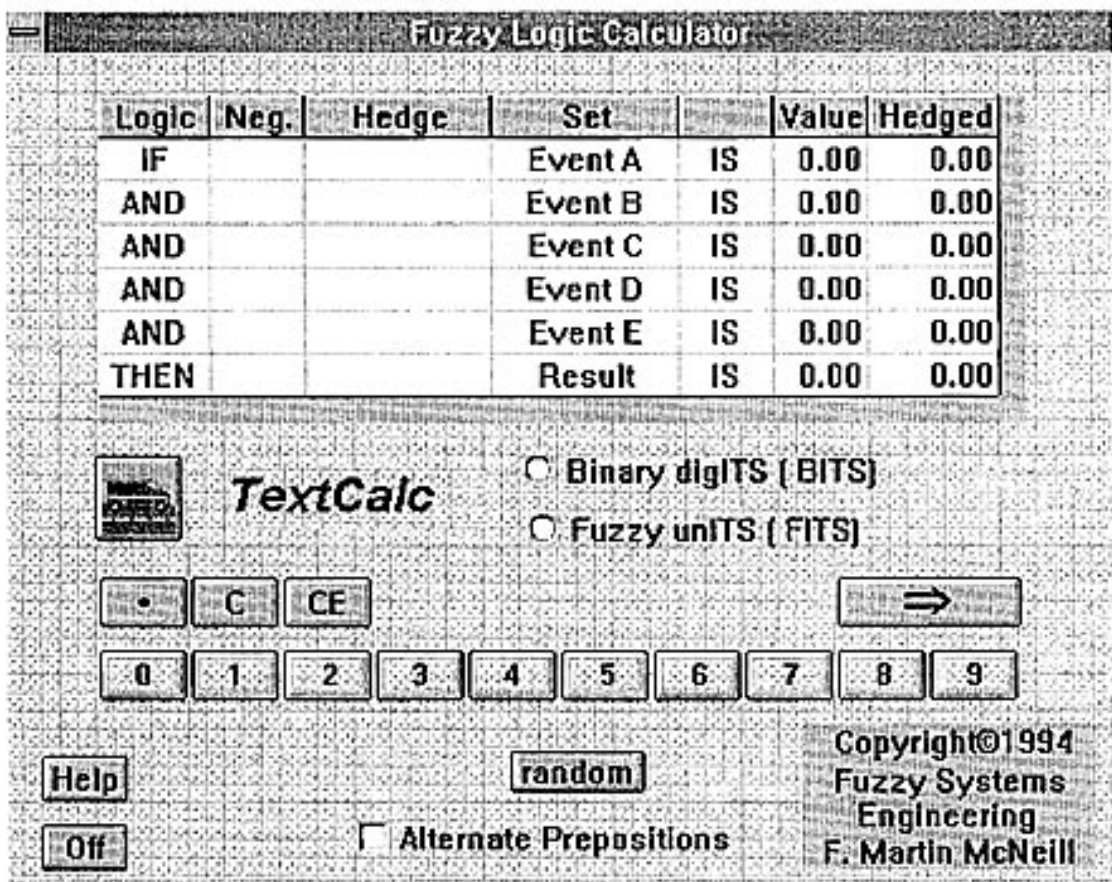 Fuzzy Logic Calculator
Logic Neg. Hedge Set Value Hedged
IF Event A IS 0.00 0.00
AND Event B IS 0.00 0.00
AND Event C IS 0.00 0.00
AND Event D IS 0.00 0.00
AND Event E IS 0.00 0.00
THEN Result IS 0.00 0.00
TextCalc
Binary digITS ( BITS)
Fuzzy unITS ( FITS)
• C CE ⇒
0 1 2 3 4 5 6 7 8 9
Help
Off
random
Alternate Prepositions
Copyright©1994
Fuzzy Systems
Engineering
F. Martin McNeill